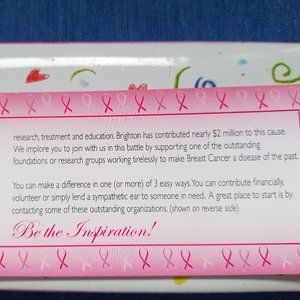 research, treatment and education. Brighton has contributed nearly $2 million to this cause.
We implore you to join with us in this battle by supporting one of the outstanding
foundations or research groups working tirelessly to make Breast Cancer a disease of the past.
You can make a difference in one (or more) of 3 easy ways. You can contribute financially,
volunteer or simply lend a sympathetic ear to someone in need. A great place to start is by
contacting some of these outstanding organizations. (shown on reverse side)
Be the Inspiration!